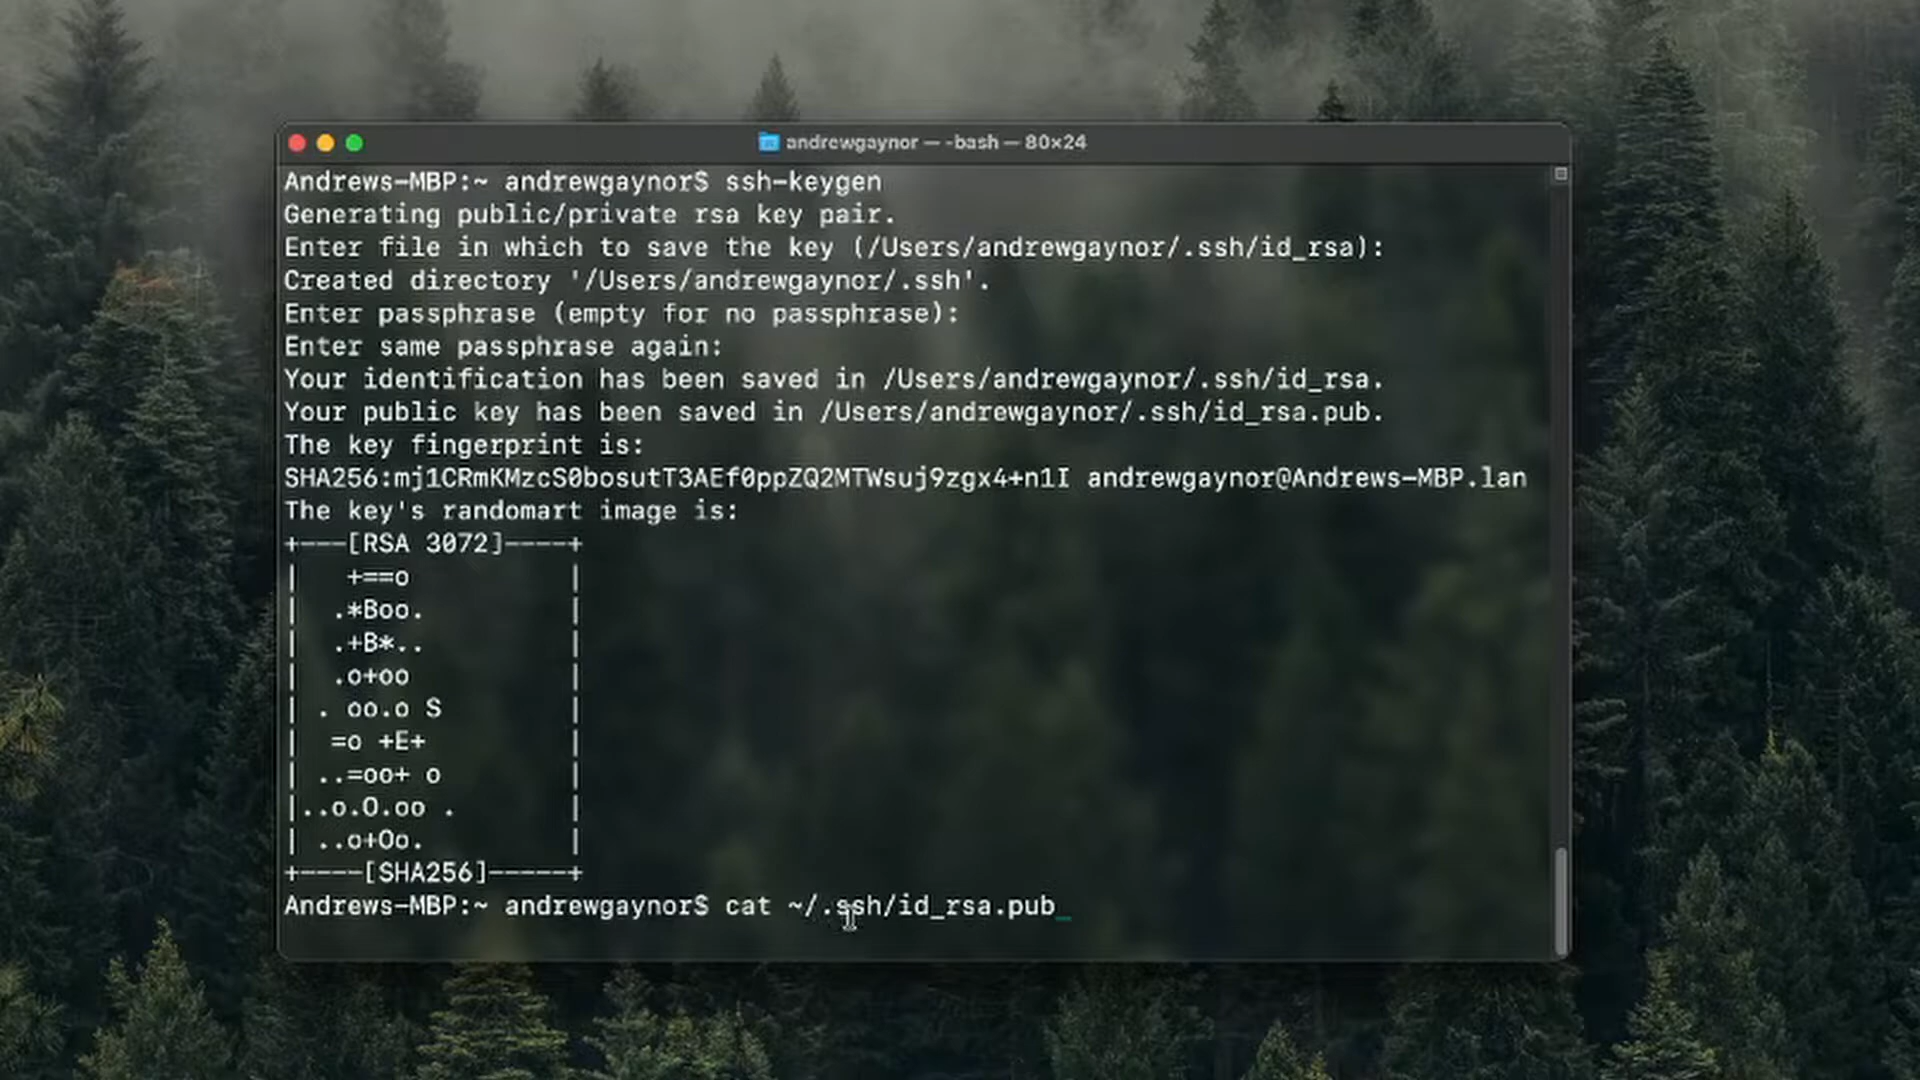 andrewgaynor — -bash — 80×24
Andrews-MBP:~ andrewgaynor$ ssh-keygen
Generating public/private rsa key pair.
Enter file in which to save the key (/Users/andrewgaynor/.ssh/id_rsa):
Created directory '/Users/andrewgaynor/.ssh'.
Enter passphrase (empty for no passphrase):
Enter same passphrase again:
Your identification has been saved in /Users/andrewgaynor/.ssh/id_rsa.
Your public key has been saved in /Users/andrewgaynor/.ssh/id_rsa.pub.
The key fingerprint is:
SHA256:mj1CRmKMzcS0bosutT3AEf0ppZQ2MTWsuj9zgx4+n1I andrewgaynor@Andrews-MBP.lan
The key's randomart image is:
+---[RSA 3072]----+
|   +==o          |
|  .*Boo.         |
|  .+B*..         |
|  .o+oo          |
| . oo.o S        |
|  =o +E+         |
| ..=oo+ o        |
|..o.O.oo .       |
| ..o+Oo.         |
+----[SHA256]-----+
Andrews-MBP:~ andrewgaynor$ cat ~/.ssh/id_rsa.pub